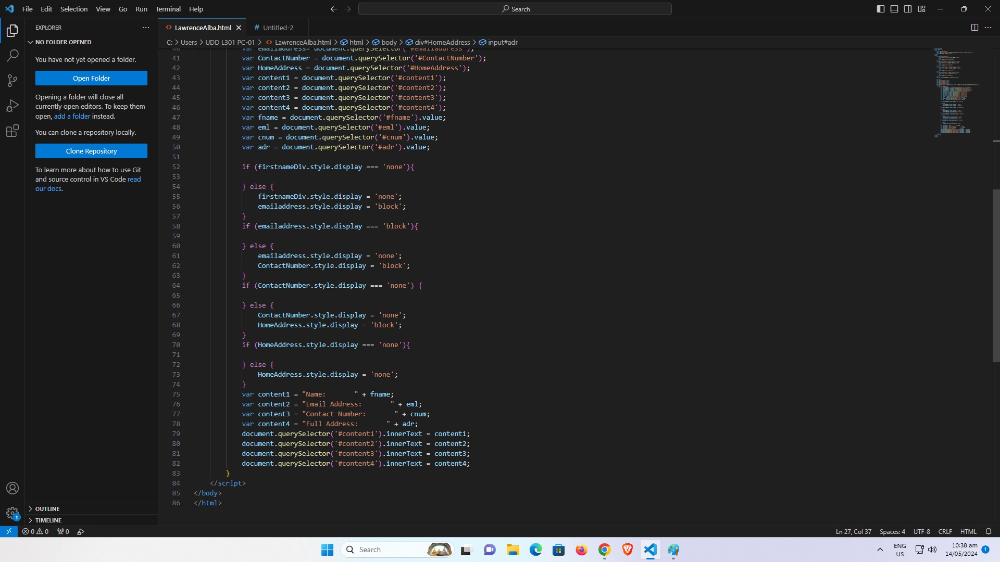 File Edit Selection View Go Run Terminal Help
Search
EXPLORER
LawrenceAlba.html
# Untitled-2
NO FOLDER OPENED
C: > Users > UDD L301 PC-01 > LawrenceAlba.html > html > body > div#HomeAddress > input#adr
You have not yet opened a folder.
Open Folder
Opening a folder will close all
currently open editors. To keep them
open, add a folder instead.
You can clone a repository locally.
Clone Repository
To learn more about how to use Git
and source control in VS Code read
our docs.
OUTLINE
TIMELINE
40 var emailaddress= document.querySelector('#emailaddress');
41 var ContactNumber = document.querySelector('#ContactNumber');
42 var HomeAddress = document.querySelector('#HomeAddress');
43 var content1 = document.querySelector('#content1');
44 var content2 = document.querySelector('#content2');
45 var content3 = document.querySelector('#content3');
46 var content4 = document.querySelector('#content4');
47 var fname = document.querySelector('#fname').value;
48 var eml = document.querySelector('#eml').value;
49 var cnum = document.querySelector('#cnum').value;
50 var adr = document.querySelector('#adr').value;
51
52 if (firstnameDiv.style.display === 'none'){
53
54 } else {
55 firstnameDiv.style.display = 'none';
56 emailaddress.style.display = 'block';
57 }
58 if (emailaddress.style.display === 'block'){
59
60 } else {
61 emailaddress.style.display = 'none';
62 ContactNumber.style.display = 'block';
63 }
64 if (ContactNumber.style.display === 'none') {
65
66 } else {
67 ContactNumber.style.display = 'none';
68 HomeAddress.style.display = 'block';
69 }
70 if (HomeAddress.style.display === 'none'){
71
72 } else {
73 HomeAddress.style.display = 'none';
74 }
75 var content1 = "Name:       " + fname;
76 var content2 = "Email Address:       " + eml;
77 var content3 = "Contact Number:       " + cnum;
78 var content4 = "Full Address:       " + adr;
79 document.querySelector('#content1').innerText = content1;
80 document.querySelector('#content2').innerText = content2;
81 document.querySelector('#content3').innerText = content3;
82 document.querySelector('#content4').innerText = content4;
83 }
84 </script>
85 </body>
86 </html>
1
0 0 0
Ln 27, Col 37 Spaces: 4 UTF-8 CRLF HTML
Search
ENG
US
10:38 am
14/05/2024
1